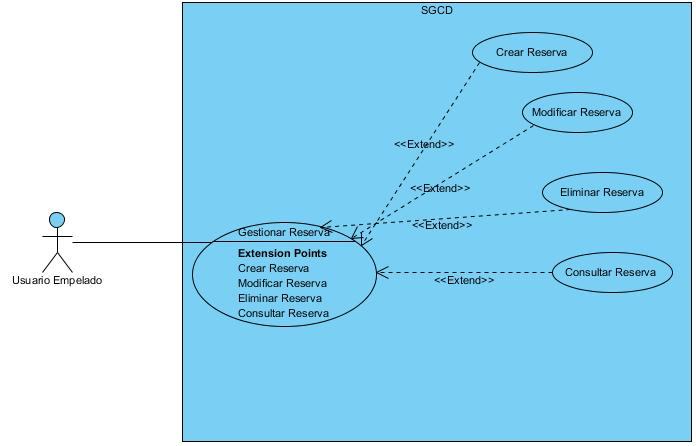 SGCD
Crear Reserva
Modificar Reserva
<<Extend>>
<<Extend>>
Eliminar Reserva
<<Extend>>
Gestionar Reserva
Extension Points
Crear Reserva
Modificar Reserva
Eliminar Reserva
Consultar Reserva
Consultar Reserva
<<Extend>>
Usuario Empelado